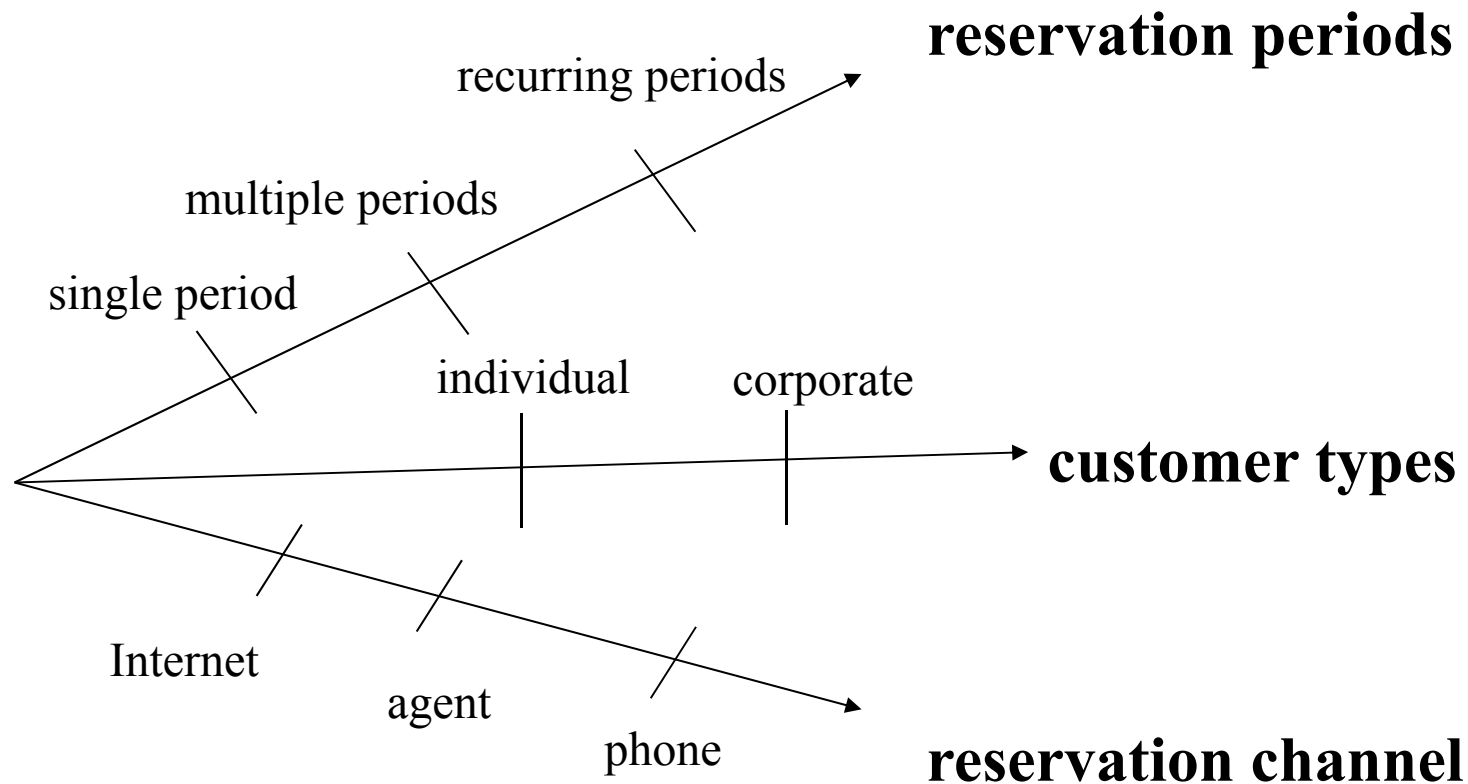 reservation periods
recurring periods
multiple periods
single period
individual
corporate
customer types
Internet
agent
phone
reservation channel